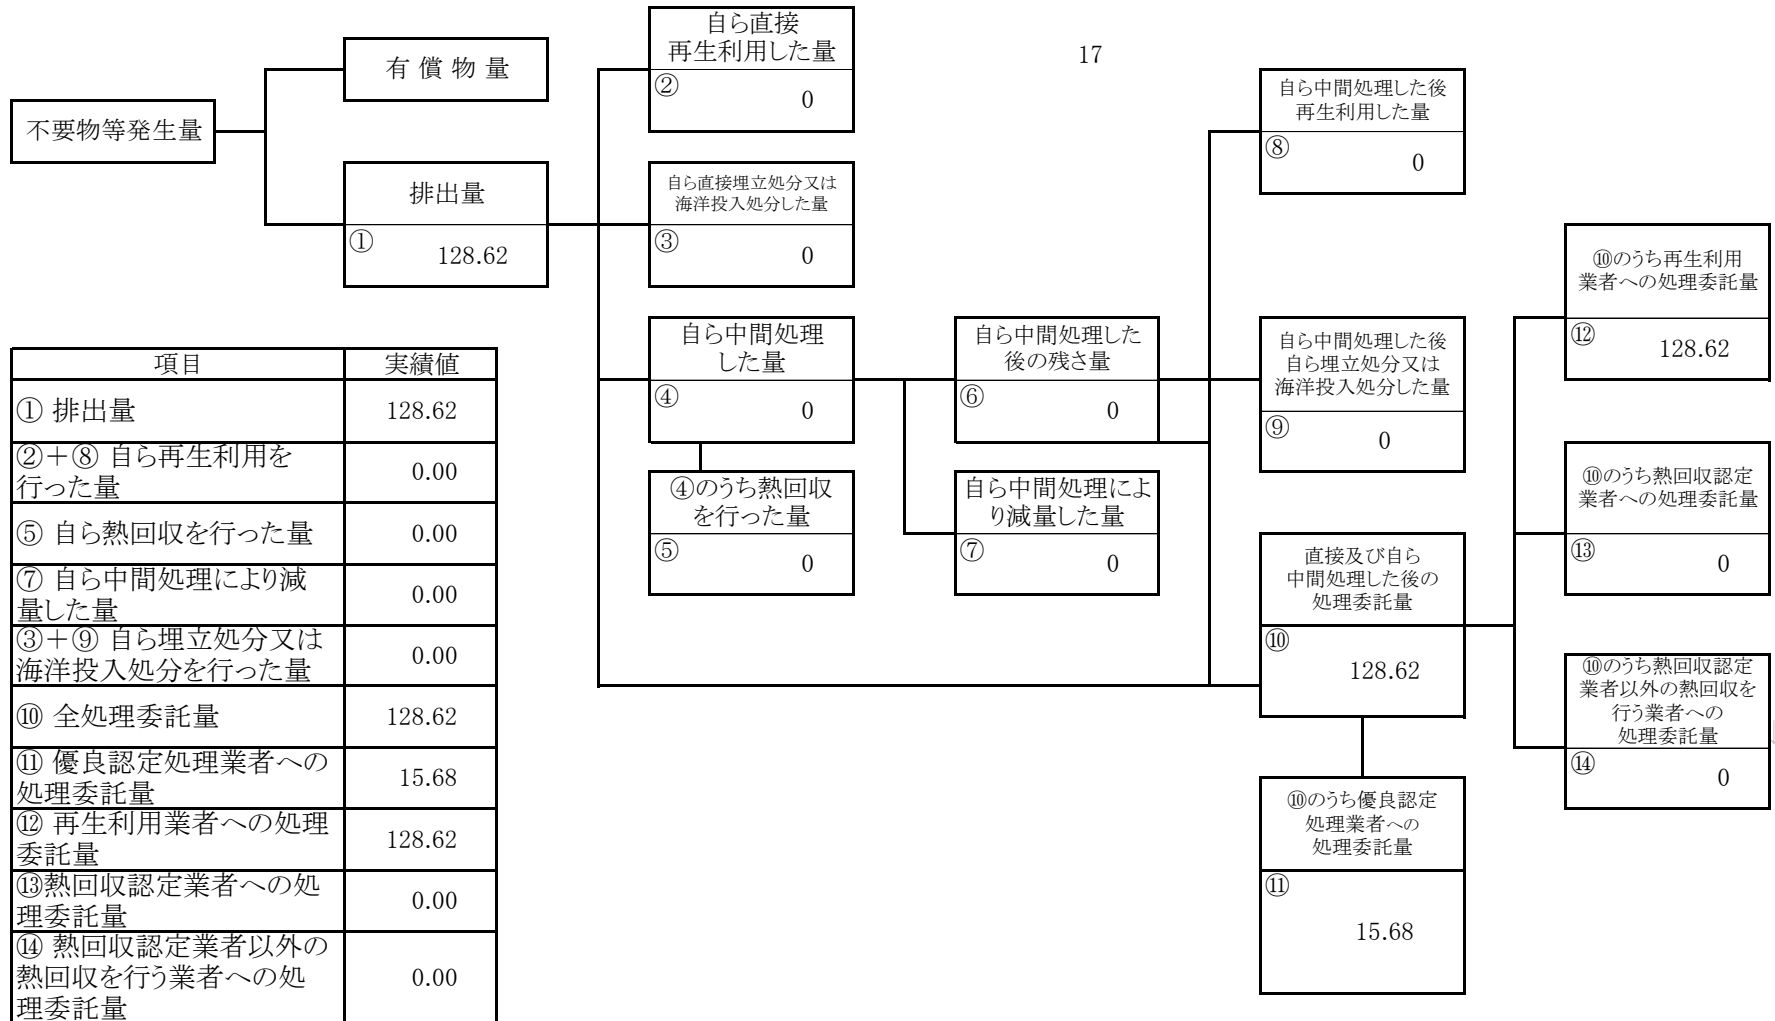 不要物等発生量
有 償 物 量
排出量
①
128.62
自ら直接
再生利用した量
②
0
自ら直接埋立処分又は
海洋投入処分した量
③
0
自ら中間処理
した量
④
0
④のうち熱回収
を行った量
⑤
0
17
自ら中間処理した
後の残さ量
⑥
0
自ら中間処理によ
り減量した量
⑦
0
自ら中間処理した後
再生利用した量
⑧
0
自ら中間処理した後
自ら埋立処分又は
海洋投入処分した量
⑨
0
直接及び自ら
中間処理した後の
処理委託量
⑩
128.62
⑩のうち優良認定
処理業者への
処理委託量
⑪
15.68
⑩のうち再生利用
業者への処理委託量
⑫
128.62
⑩のうち熱回収認定
業者への処理委託量
⑬
0
⑩のうち熱回収認定
業者以外の熱回収を
行う業者への
処理委託量
⑭
0
項目 実績値
① 排出量 128.62
②＋⑧ 自ら再生利用を
行った量 0.00
⑤ 自ら熱回収を行った量 0.00
⑦ 自ら中間処理により減
量した量 0.00
③＋⑨ 自ら埋立処分又は
海洋投入処分を行った量 0.00
⑩ 全処理委託量 128.62
⑪ 優良認定処理業者への
処理委託量 15.68
⑫ 再生利用業者への処理
委託量 128.62
⑬熱回収認定業者への処
理委託量 0.00
⑭ 熱回収認定業者以外の
熱回収を行う業者への処
理委託量 0.00